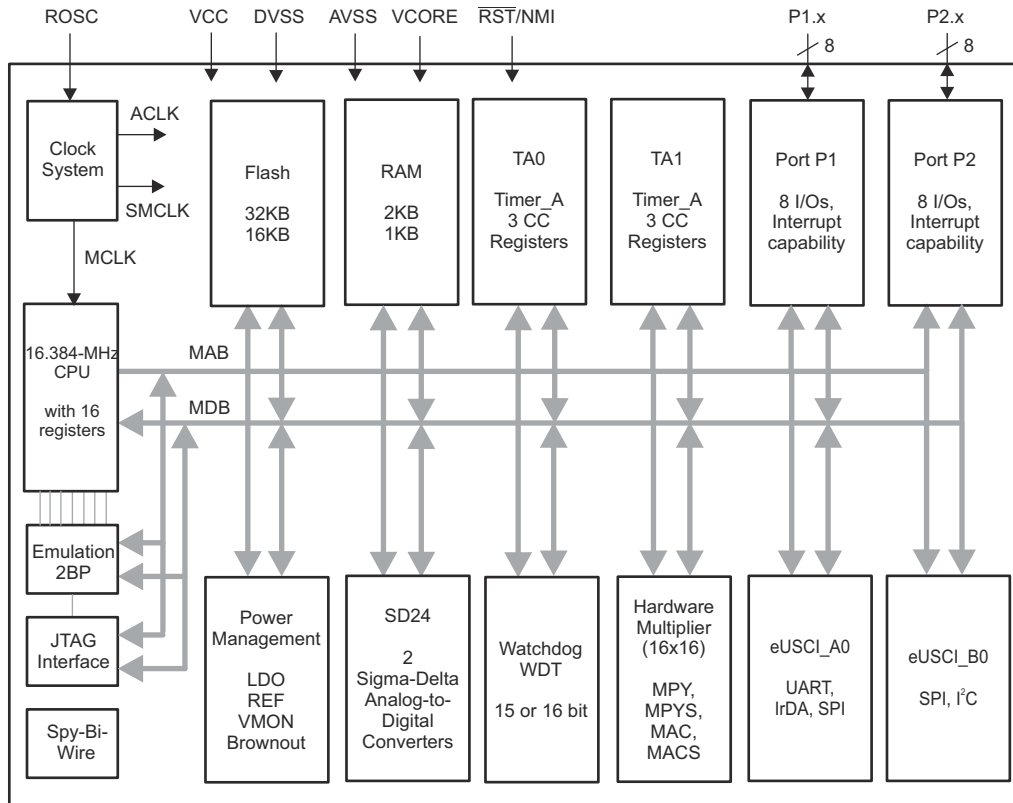 ROSC
VCC
DVSS
AVSS
VCORE
RST/NMI
P1.x
P2.x
8
8
Clock
System
ACLK
SMCLK
MCLK
Flash
32KB
16KB
RAM
2KB
1KB
TA0
Timer_A
3 CC
Registers
TA1
Timer_A
3 CC
Registers
Port P1
8 I/Os,
Interrupt
capability
Port P2
8 I/Os,
Interrupt
capability
16.384-MHz
CPU
with 16
registers
MAB
MDB
Emulation
2BP
JTAG
Interface
Spy-Bi-
Wire
Power
Management
LDO
REF
VMON
Brownout
SD24
2
Sigma-Delta
Analog-to-
Digital
Converters
Watchdog
WDT
15 or 16 bit
Hardware
Multiplier
(16x16)
MPY,
MPYS,
MAC,
MACS
eUSCI_A0
UART,
IrDA, SPI
eUSCI_B0
SPI, I²C